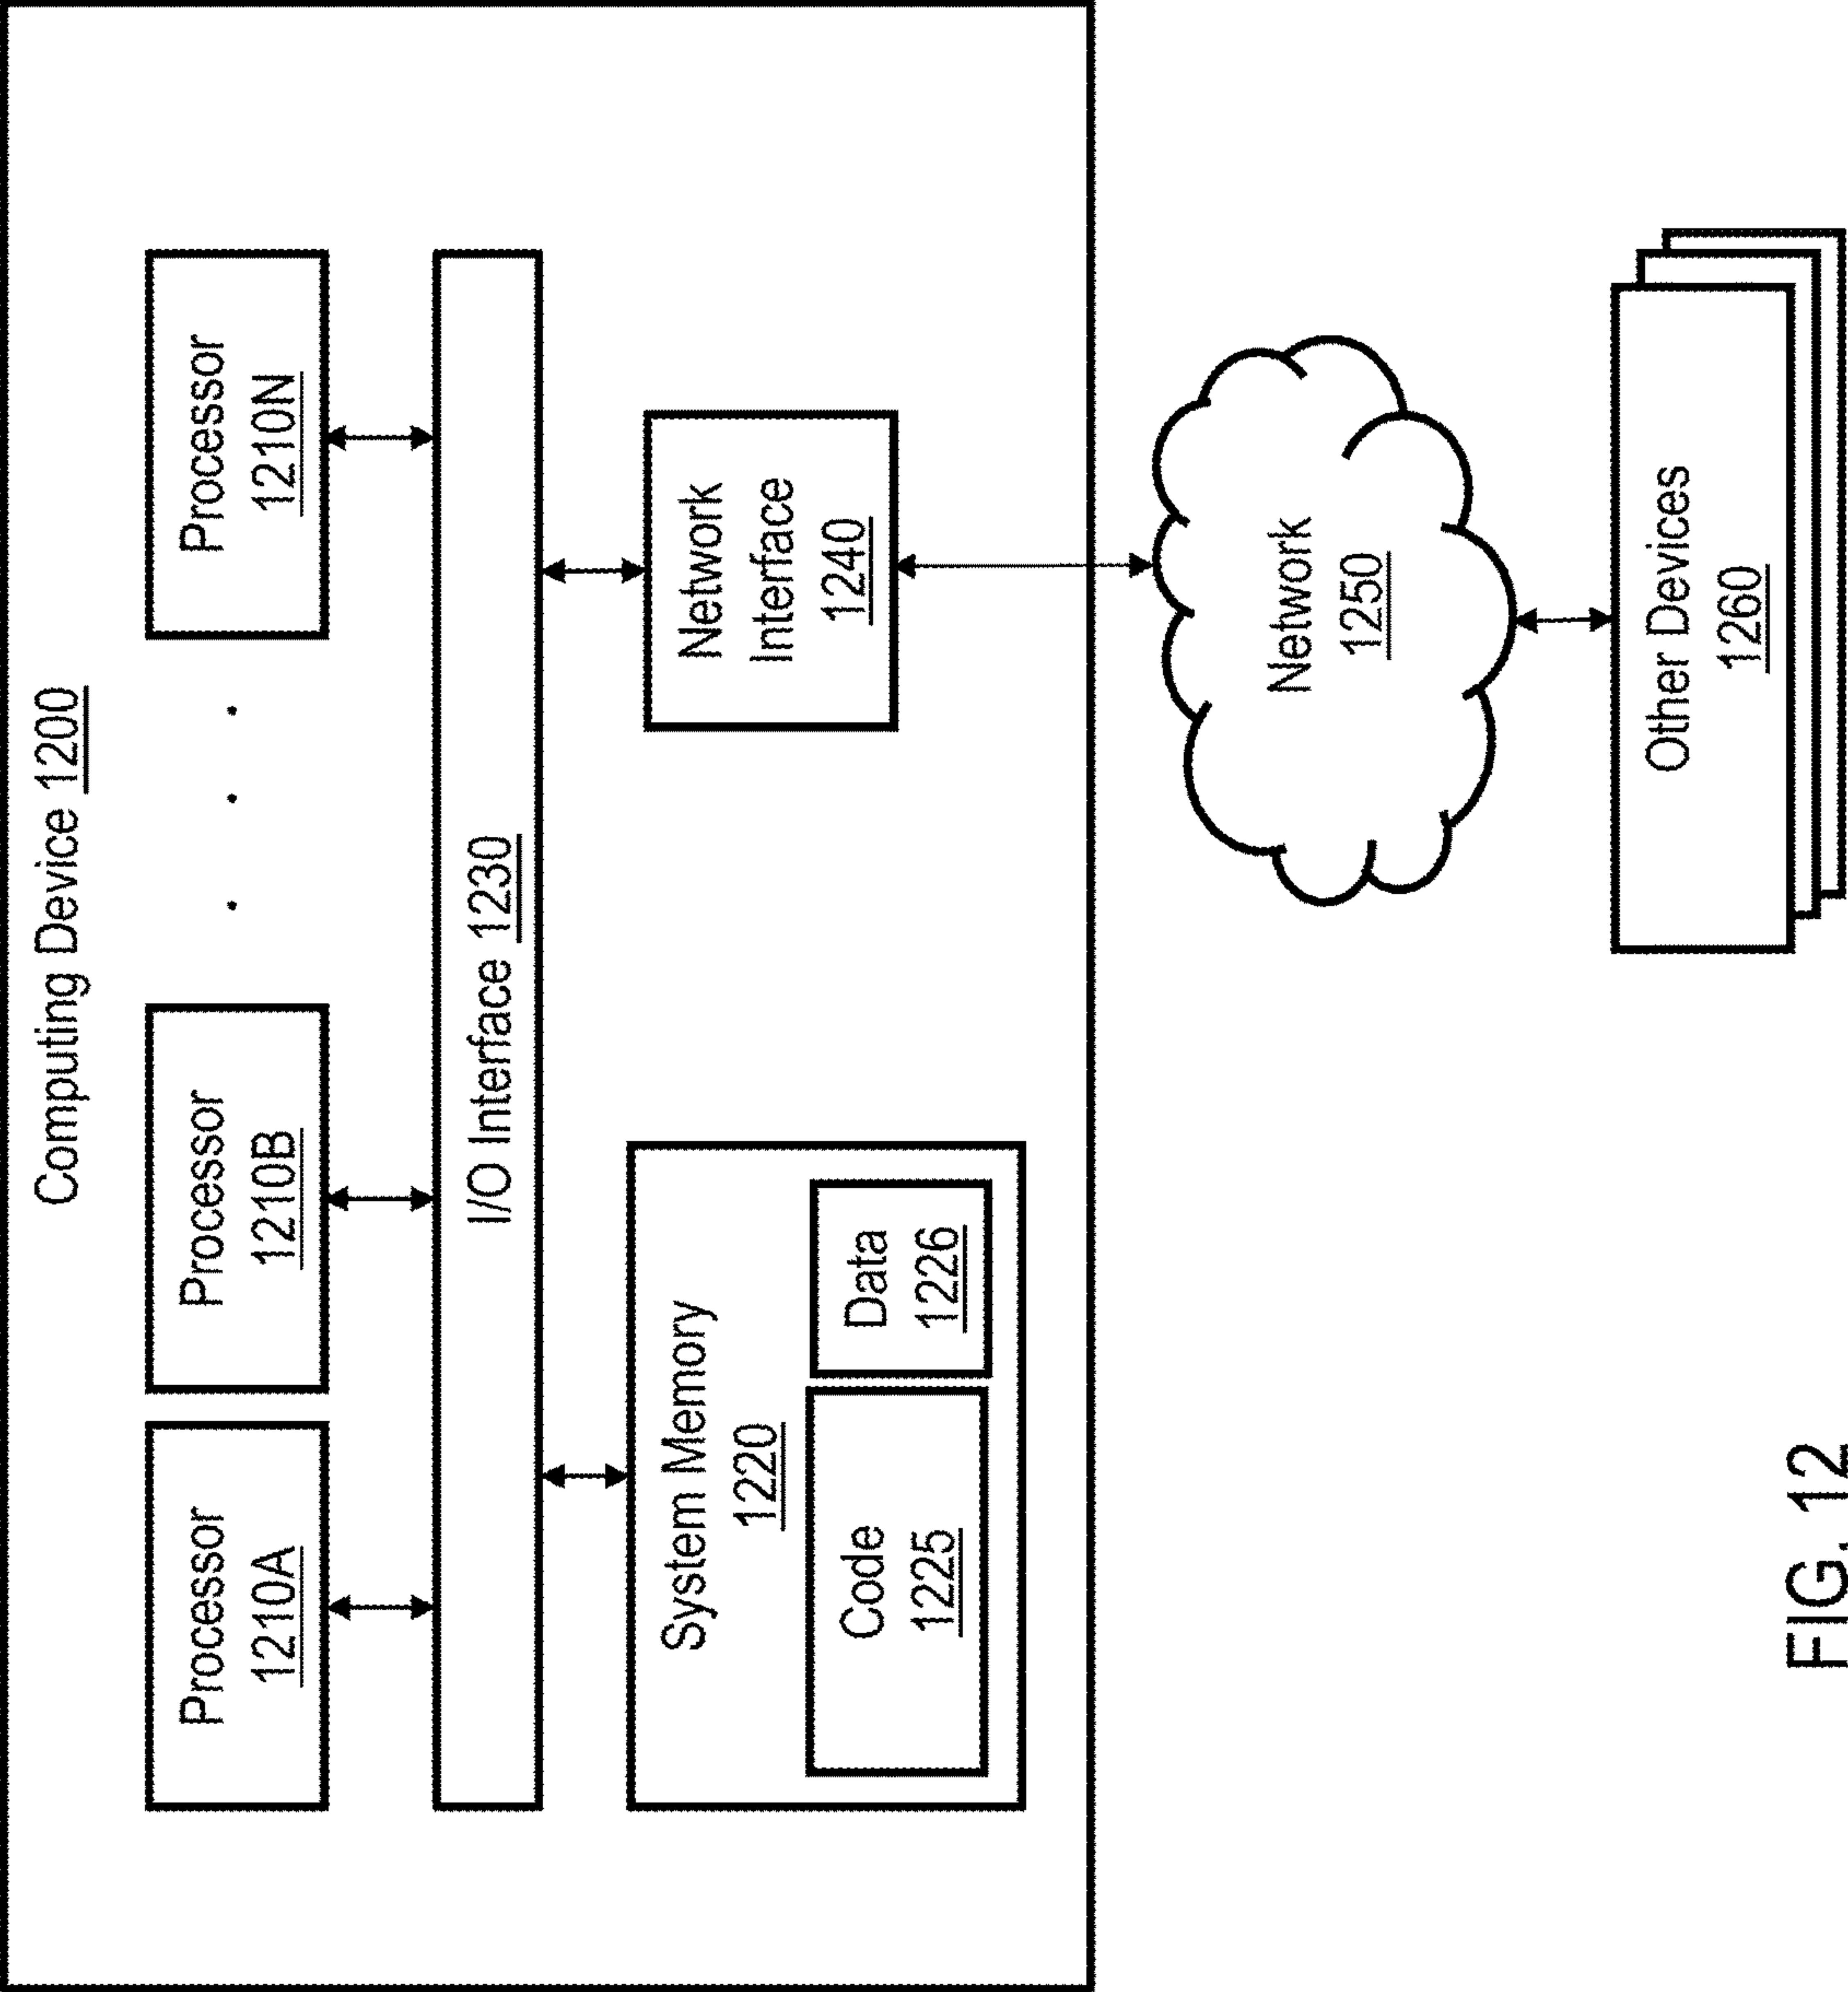 Computing Device 1200
Processor
1210A
Processor
1210B
. . .
Processor
1210N
I/O Interface 1230
System Memory
1220
Code
1225
Data
1226
Network
Interface
1240
Network
1250
Other Devices
1260
FIG. 12